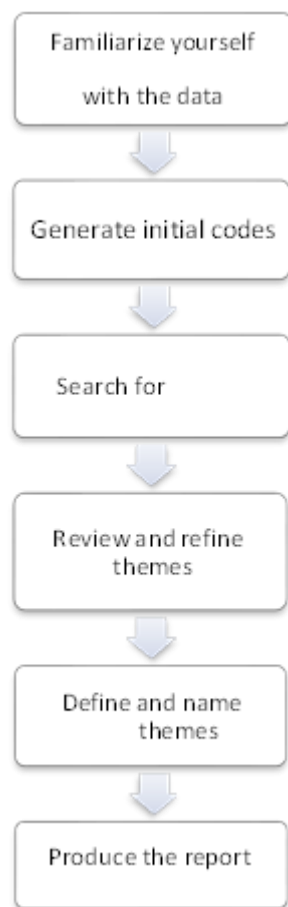 Familiarize yourself
with the data
Generate initial codes
Search for
Review and refine
themes
Define and name
themes
Produce the report